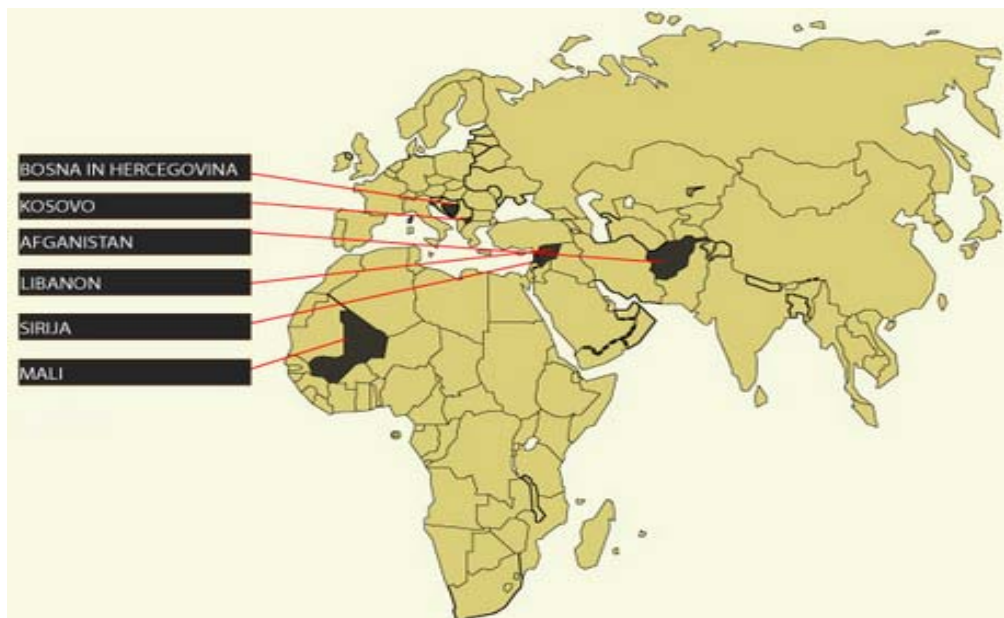 BOSNA IN HERCEGOVINA
KOSOVO
AFGANISTAN
LIBANON
SIRIJA
MALI